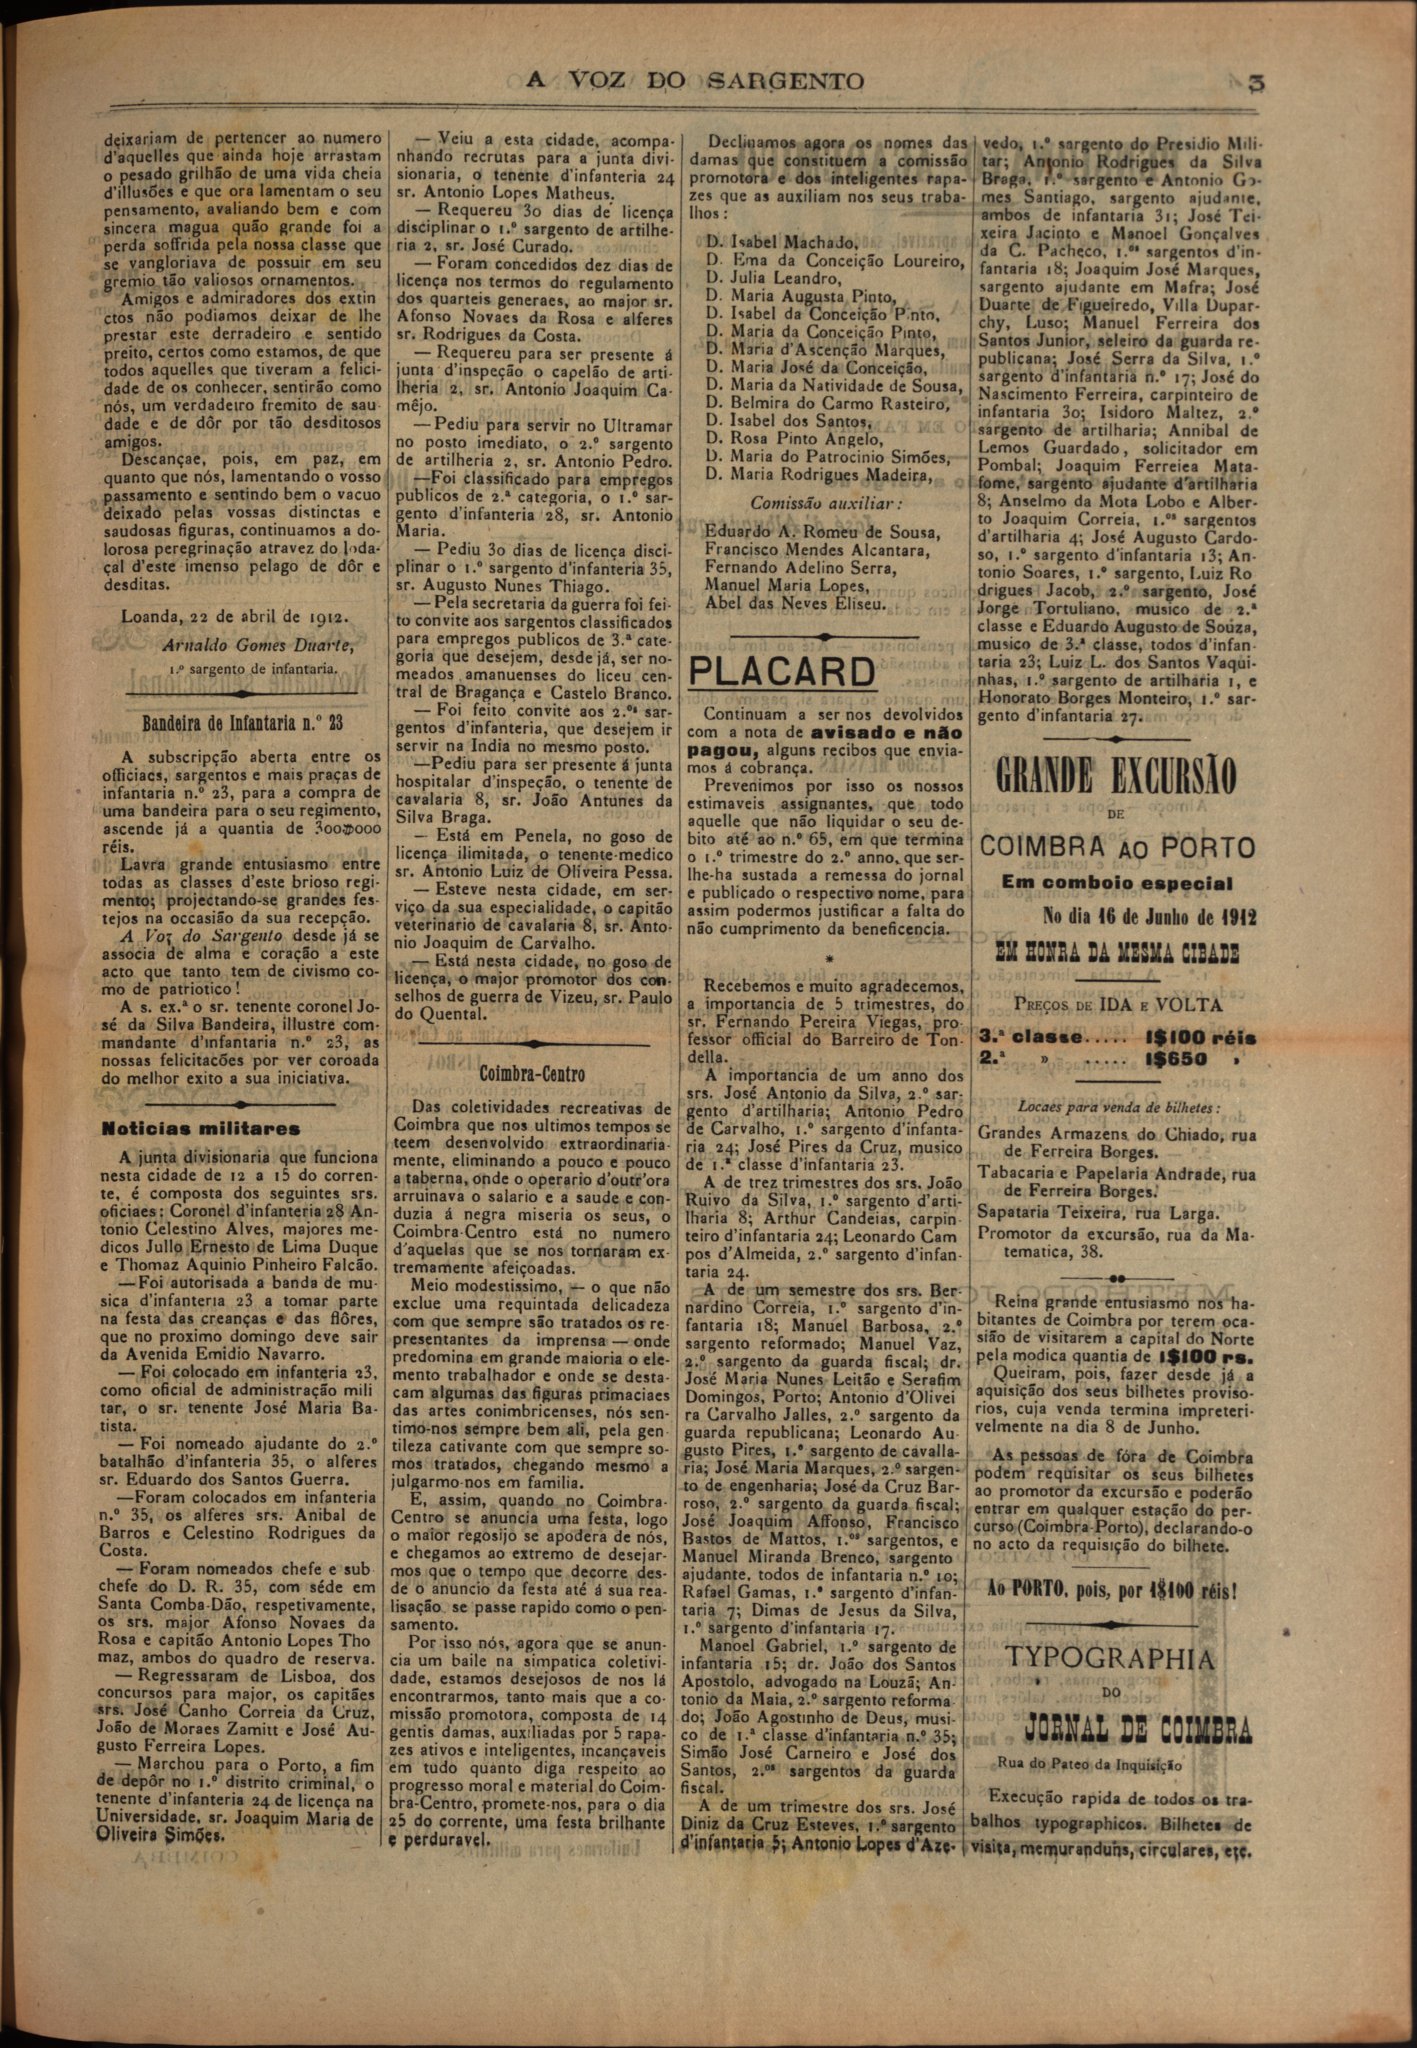 A VOZ DO SARGENTO
3
deixariam de pertencer ao numero
d'aquelles que ainda hoje arrastam
o pesado grilhão de uma vida cheia
d'illusões e que ora lamentam o seu
pensamento, avaliando bem e com
sincera magua quão grande foi a
perda soffrida pela nossa classe que
se vangloriava de possuir em seu
gremio tão valiosos ornamentos.
Amigos e admiradores dos extin
ctos não podiamos deixar de lhe
prestar este derradeiro e sentido
preito, certos como estamos, de que
todos aquelles que tiveram a felici-
dade de os conhecer, sentirão como
nós, um verdadeiro fremito de sau
dade e de dôr por tão desditosos
amigos.
Descançae, pois, em paz, em
quanto que nós, lamentando o vosso
passamento e sentindo bem o vacuo
deixado pelas vossas distinctas e
saudosas figuras, continuamos a do-
lorosa peregrinação atravez do loda-
çal d'este imenso pelago de dôr e
desditas.
Loanda, 22 de abril de 1912.
Arnaldo Gomes Duarte,
1.º sargento de infantaria.
Bandeira de Infantaria n.º 23
A subscripção aberta entre os
officiaes, sargentos e mais praças de
infantaria n.º 23, para a compra de
uma bandeira para o seu regimento,
ascende já a quantia de 300$000
réis.
Lavra grande entusiasmo entre
todas as classes d'este brioso regi-
mento; projectando-se grandes fes-
tejos na occasião da sua recepção.
A Voz do Sargento desde já se
associa de alma e coração a este
acto que tanto tem de civismo co-
mo de patriotico!
A s. ex.ª o sr. tenente coronel Jo-
sé da Silva Bandeira, illustre com-
mandante d'infantaria n.º 23, as
nossas felicitacões por ver coroada
do melhor exito a sua iniciativa.
Noticias militares
A junta divisionaria que funciona
nesta cidade de 12 a 15 do corren-
te, é composta dos seguintes srs.
oficiaes: Coronel d'infanteria 28 An-
tonio Celestino Alves, majores me-
dicos Jullo Ernesto de Lima Duque
e Thomaz Aquinio Pinheiro Falcão.
—Foi autorisada a banda de mu-
sica d'infanteria 23 a tomar parte
na festa das creanças e das flôres,
que no proximo domingo deve sair
da Avenida Emidio Navarro.
— Foi colocado em infanteria 23,
como oficial de administração mili
tar, o sr. tenente José Maria Ba-
tista.
— Foi nomeado ajudante do 2.º
batalhão d'infanteria 35, o alferes
sr. Eduardo dos Santos Guerra.
—Foram colocados em infanteria
n.º 35, os alferes srs. Anibal de
Barros e Celestino Rodrigues da
Costa.
— Foram nomeados chefe e sub
chefe do D. R. 35, com séde em
Santa Comba-Dão, respetivamente,
os srs. major Afonso Novaes da
Rosa e capitão Antonio Lopes Tho
maz, ambos do quadro de reserva.
— Regressaram de Lisboa, dos
concursos para major, os capitães
srs. José Canho Correia da Cruz,
João de Moraes Zamitt e José Au-
gusto Ferreira Lopes.
— Marchou para o Porto, a fim
de depôr no 1.º distrito criminal, o
tenente d'infanteria 24 de licença na
Universidade, sr. Joaquim Maria de
Oliveira Simões.
— Veiu a esta cidade, acompa-
nhando recrutas para a junta divi-
sionaria, o tenente d'infanteria 24
sr. Antonio Lopes Matheus.
— Requereu 30 dias de licença
disciplinar o 1.º sargento de artilhe-
ria 2, sr. José Curado.
— Foram concedidos dez dias de
licença nos termos do regulamento
dos quarteis generaes, ao major sr.
Afonso Novaes da Rosa e alferes
sr. Rodrigues da Costa.
— Requereu para ser presente á
junta d'inspeção o capelão de arti-
lheria 2, sr. Antonio Joaquim Ca-
mêjo.
— Pediu para servir no Ultramar
no posto imediato, o 2.º sargento
de artilheria 2, sr. Antonio Pedro.
—Foi classificado para empregos
publicos de 2.ª categoria, o 1.º sar-
gento d'infanteria 28, sr. Antonio
Maria.
— Pediu 30 dias de licença disci-
plinar o 1.º sargento d'infanteria 35,
sr. Augusto Nunes Thiago.
—Pela secretaria da guerra foi fei-
to convite aos sargentos classificados
para empregos publicos de 3.ª cate-
goria que desejem, desde já, ser no-
meados amanuenses do liceu cen-
tral de Bragança e Castelo Branco.
— Foi feito convite aos 2.ºs sar-
gentos d'infanteria, que desejem ir
servir na India no mesmo posto.
—Pediu para ser presente á junta
hospitalar d'inspeção, o tenente de
cavalaria 8, sr. João Antunes da
Silva Braga.
— Está em Penela, no goso de
licença ilimitada, o tenente-medico
sr. Antonio Luiz de Oliveira Pessa.
— Esteve nesta cidade, em ser-
viço da sua especialidade, o capitão
veterinario de cavalaria 8, sr. Anto-
nio Joaquim de Carvalho.
— Está nesta cidade, no goso de
licença, o major promotor dos con-
selhos de guerra de Vizeu, sr. Paulo
do Quental.
Coimbra-Centro
Das coletividades recreativas de
Coimbra que nos ultimos tempos se
teem desenvolvido extraordinaria-
mente, eliminando a pouco e pouco
a taberna, onde o operario d'outr'ora
arruinava o salario e a saude e con-
duzia á negra miseria os seus, o
Coimbra-Centro está no numero
d'aquelas que se nos tornaram ex-
tremamente afeiçoadas.
Meio modestissimo, — o que não
exclue uma requintada delicadeza
com que sempre são tratados os re-
presentantes da imprensa — onde
predomina em grande maioria o ele-
mento trabalhador e onde se desta-
cam algumas das figuras primaciaes
das artes conimbricenses, nós sen-
timo-nos sempre bem ali, pela gen-
tileza cativante com que sempre so-
mos tratados, chegando mesmo a
julgarmo-nos em familia.
E, assim, quando no Coimbra-
Centro se anuncia uma festa, logo
o maior regosijo se apodera de nós,
e chegamos ao extremo de desejar-
mos que o tempo que decorre des-
de o anuncio da festa até á sua rea-
lisação se passe rapido como o pen-
samento.
Por isso nós, agora que se anun-
cia um baile na simpatica coletivi-
dade, estamos desejosos de nos lá
encontrarmos, tanto mais que a co-
missão promotora, composta de 14
gentis damas, auxiliadas por 5 rapa-
zes ativos e inteligentes, incançaveis
em tudo quanto diga respeito ao
progresso moral e material do Coim-
bra-Centro, promete-nos, para o dia
25 do corrente, uma festa brilhante
e perduravel.
Declinamos agora os nomes das
damas que constituem a comissão
promotora e dos inteligentes rapa-
zes que as auxiliam nos seus traba-
lhos:
D. Isabel Machado,
D. Ema da Conceição Loureiro,
D. Julia Leandro,
D. Maria Augusta Pinto,
D. Isabel da Conceição Pinto,
D. Maria da Conceição Pinto,
D. Maria d'Ascenção Marques,
D. Maria José da Conceição,
D. Maria da Natividade de Sousa,
D. Belmira do Carmo Rasteiro,
D. Isabel dos Santos,
D. Rosa Pinto Angelo,
D. Maria do Patrocinio Simões,
D. Maria Rodrigues Madeira,
Comissão auxiliar:
Eduardo A. Romeu de Sousa,
Francisco Mendes Alcantara,
Fernando Adelino Serra,
Manuel Maria Lopes,
Abel das Neves Eliseu.
PLACARD
Continuam a ser nos devolvidos
com a nota de avisado e não
pagou, alguns recibos que envia-
mos á cobrança.
Prevenimos por isso os nossos
estimaveis assignantes, que todo
aquelle que não liquidar o seu de-
bito até ao n.º 65, em que termina
o 1.º trimestre do 2.º anno, que ser-
lhe-ha sustada a remessa do jornal
e publicado o respectivo nome, para
assim podermos justificar a falta do
não cumprimento da beneficencia.
*
Recebemos e muito agradecemos,
a importancia de 5 trimestres, do
sr. Fernando Pereira Viegas, pro-
fessor official do Barreiro de Ton-
della.
A importancia de um anno dos
srs. José Antonio da Silva, 2.º sar-
gento d'artilharia; Antonio Pedro
de Carvalho, 1.º sargento d'infanta-
ria 24; José Pires da Cruz, musico
de 1.ª classe d'infantaria 23.
A de trez trimestres dos srs. João
Ruivo da Silva, 1.º sargento d'arti-
lharia 8; Arthur Candeias, carpin
teiro d'infantaria 24; Leonardo Cam
pos d'Almeida, 2.º sargento d'infan-
taria 24.
A de um semestre dos srs. Ber-
nardino Correia, 1.º sargento d'in-
fantaria 18; Manuel Barbosa, 2.º
sargento reformado; Manuel Vaz,
2.º sargento da guarda fiscal; dr.
José Maria Nunes Leitão e Serafim
Domingos, Porto; Antonio d'Olivei
ra Carvalho Jalles, 2.º sargento da
guarda republicana; Leonardo Au-
gusto Pires, 1.º sargento de cavalla-
ria; José Maria Marques, 2.º sargen-
to de engenharia; José da Cruz Bar-
roso, 2.º sargento da guarda fiscal;
José Joaquim Affonso, Francisco
Bastos de Mattos, 1.ºs sargentos, e
Manuel Miranda Brenco, sargento
ajudante, todos de infantaria n.º 10;
Rafael Gamas, 1.º sargento d'infan-
taria 7; Dimas de Jesus da Silva,
1.º sargento d'infantaria 17.
Manoel Gabriel, 1.º sargento de
infantaria 15; dr. João dos Santos
Apostolo, advogado na Louzã; An-
tonio da Maia, 2.º sargento reforma
do; João Agostinho de Deus, musi-
co de 1.ª classe d'infantaria n.º 35;
Simão José Carneiro e José dos
Santos, 2.ºs sargentos da guarda
fiscal.
A de um trimestre dos srs. José
Diniz da Cruz Esteves, 1.º sargento
d'infantaria 5; Antonio Lopes d'Aze-
vedo, 1.º sargento do Presidio Mili-
tar; Antonio Rodrigues da Silva
Braga, 1.º sargento e Antonio Go-
mes Santiago, sargento ajudante,
ambos de infantaria 31; José Tei-
xeira Jacinto e Manoel Gonçalves
da C. Pacheco, 1.ºs sargentos d'in-
fantaria 18; Joaquim José Marques,
sargento ajudante em Mafra; José
Duarte de Figueiredo, Villa Dupar-
chy, Luso; Manuel Ferreira dos
Santos Junior, seleiro da guarda re-
publicana; José Serra da Silva, 1.º
sargento d'infantaria n.º 17; José do
Nascimento Ferreira, carpinteiro de
infantaria 30; Isidoro Maltez, 2.º
sargento de artilharia; Annibal de
Lemos Guardado, solicitador em
Pombal; Joaquim Ferreiea Mata-
fome, sargento ajudante d'artilharia
8; Anselmo da Mota Lobo e Alber-
to Joaquim Correia, 1.ºs sargentos
d'artilharia 4; José Augusto Cardo-
so, 1.º sargento d'infantaria 13; An-
tonio Soares, 1.º sargento, Luiz Ro
drigues Jacob, 2.º sargento, José
Jorge Tortuliano, musico de 2.ª
classe e Eduardo Augusto de Souza,
musico de 3.ª classe, todos d'infan-
taria 23; Luiz L. dos Santos Vaqui-
nhas, 1.º sargento de artilharia 1, e
Honorato Borges Monteiro, 1.º sar-
gento d'infantaria 27.
GRANDE EXCURSÃO
DE
COIMBRA AO PORTO
Em comboio especial
No dia 16 de Junho de 1912
EM HONRA DA MESMA CIDADE
PREÇOS DE IDA E VOLTA
3.ª classe..... 1$100 réis
2.ª » ..... 1$650 »
Locaes para venda de bilhetes:
Grandes Armazens do Chiado, rua
de Ferreira Borges.
Tabacaria e Papelaria Andrade, rua
de Ferreira Borges.
Sapataria Teixeira, rua Larga.
Promotor da excursão, rua da Ma-
tematica, 38.
Reina grande entusiasmo nos ha-
bitantes de Coimbra por terem oca-
sião de visitarem a capital do Norte
pela modica quantia de 1$100 rs.
Queiram, pois, fazer desde já a
aquisição dos seus bilhetes proviso-
rios, cuja venda termina impreteri-
velmente na dia 8 de Junho.
As pessoas de fóra de Coimbra
podem requisitar os seus bilhetes
ao promotor da excursão e poderão
entrar em qualquer estação do per-
curso (Coimbra-Porto), declarando-o
no acto da requisição do bilhete.
Ao PORTO, pois, por 1$100 réis!
TYPOGRAPHIA
DO
JORNAL DE COIMBRA
Rua do Pateo da Inquisição
Execução rapida de todos os tra-
balhos typographicos. Bilhetes de
visita, memuranduns, circulares, etc.